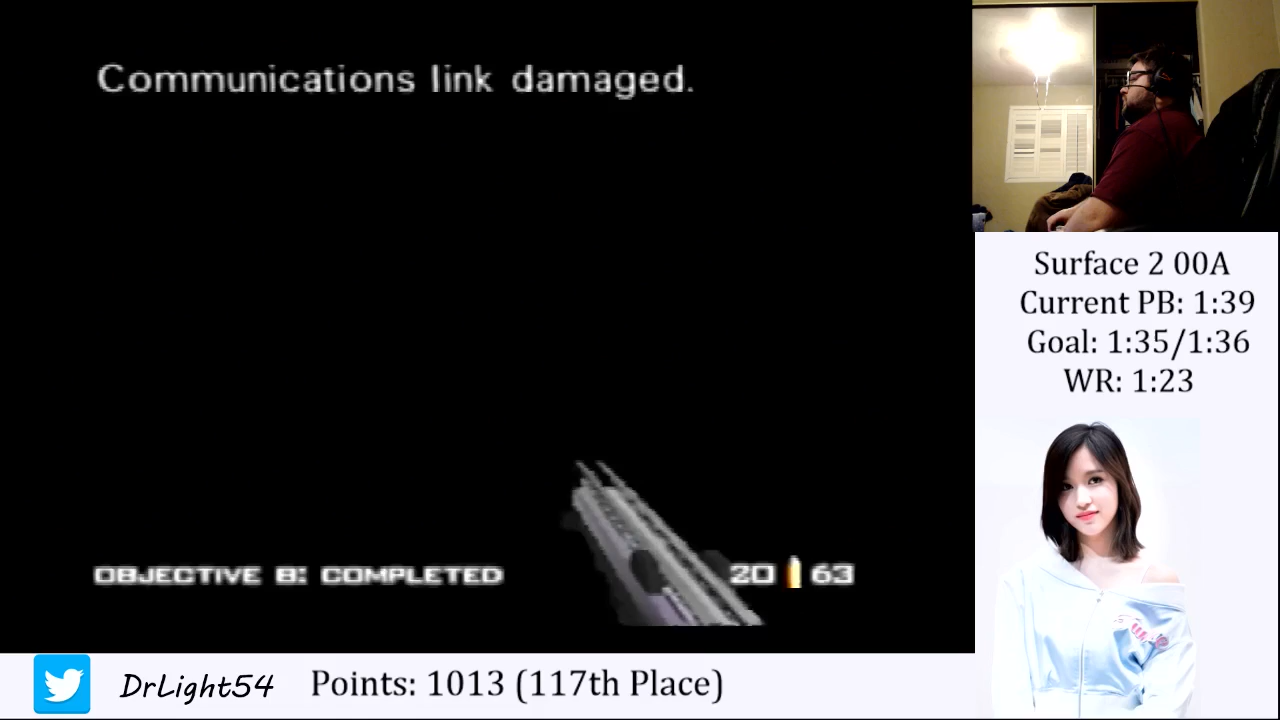 Communications link damaged.
OBJECTIVE B: COMPLETED
20 63
Surface 2 00A
Current PB: 1:39
Goal: 1:35/1:36
WR: 1:23
DrLight54
Points: 1013 (117th Place)